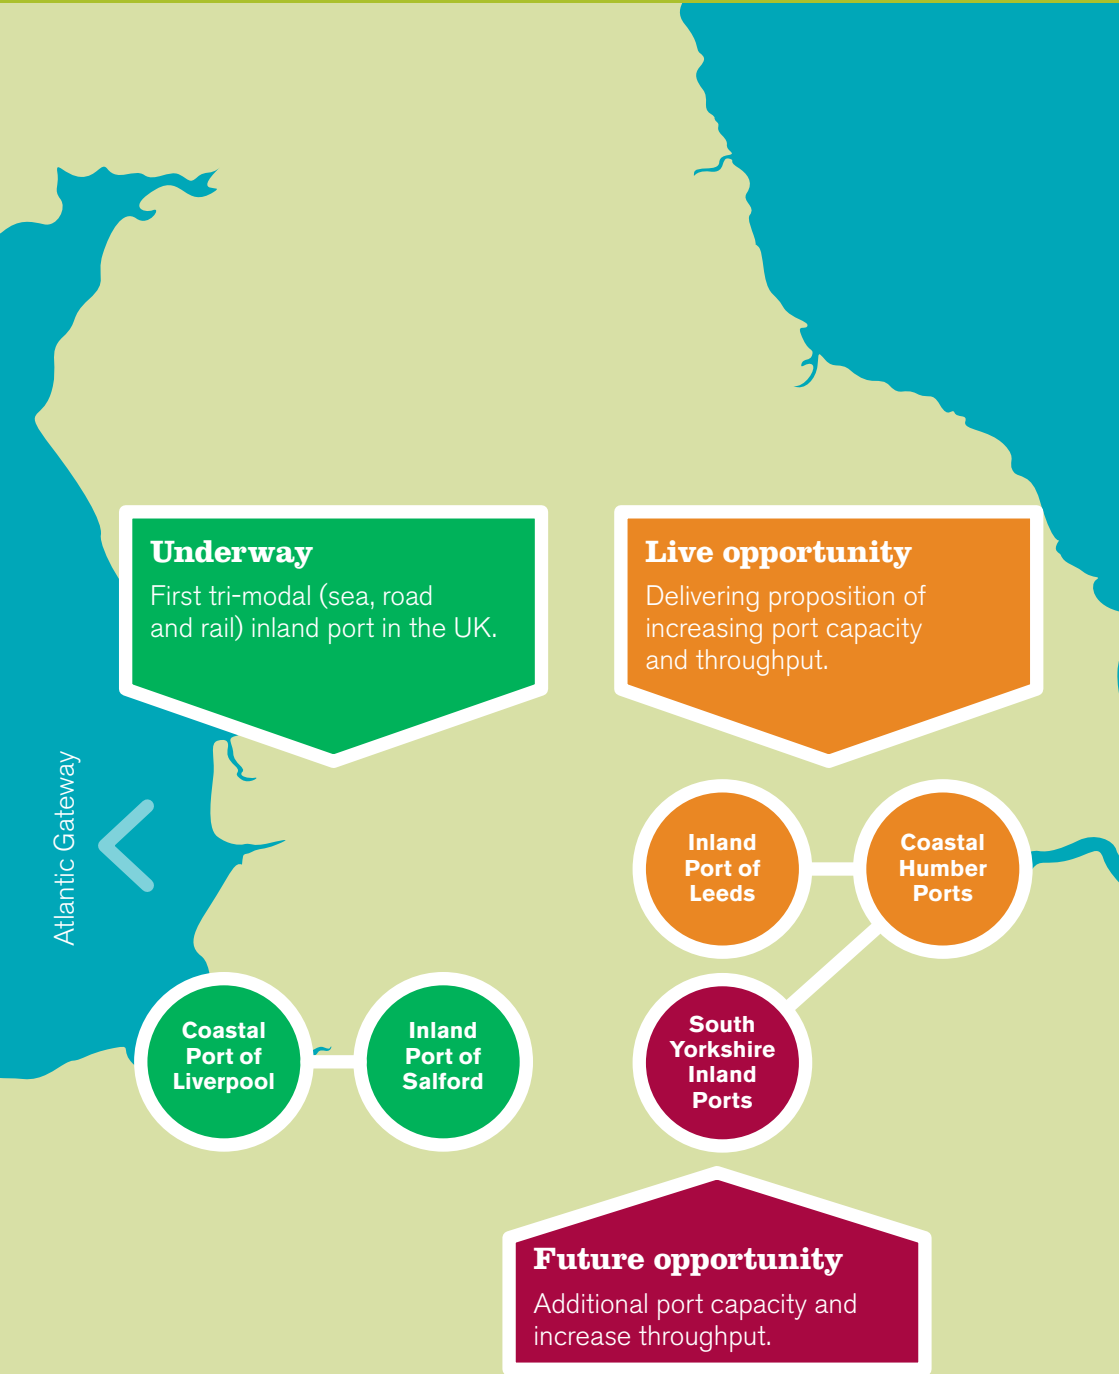 Underway
First tri-modal (sea, road
and rail) inland port in the UK.
Live opportunity
Delivering proposition of
increasing port capacity
and throughput.
Atlantic Gateway
Inland
Port of
Leeds
Coastal
Humber
Ports
Coastal
Port of
Liverpool
Inland
Port of
Salford
South
Yorkshire
Inland
Ports
Future opportunity
Additional port capacity and
increase throughput.